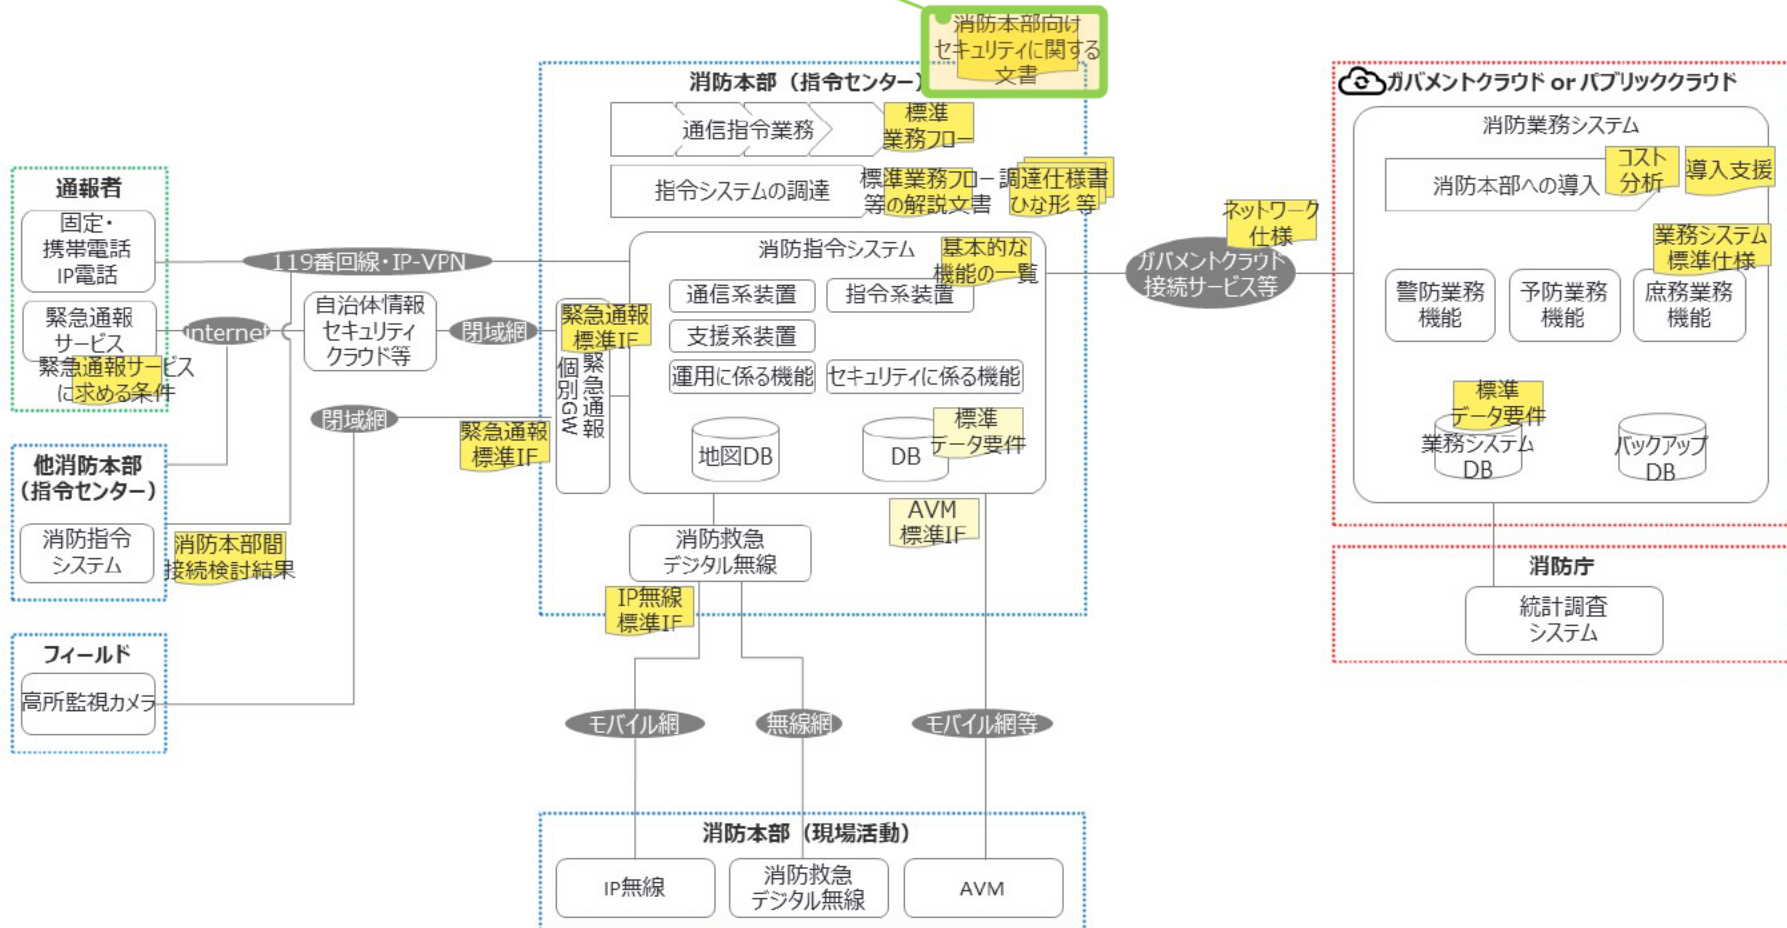 消防本部向け
セキュリティに関する
文書
消防本部（指令センター）
通信指令業務
標準
業務フロー
指令システムの調達
標準業務フロー
等の解説文書
調達仕様書
ひな形 等
消防指令システム
基本的な
機能の一覧
通信系装置
指令系装置
支援系装置
運用に係る機能
セキュリティに係る機能
地図DB
DB
標準
データ要件
緊急通報
標準IF
緊急通報
個別GW
AVM
標準IF
消防救急
デジタル無線
IP無線
標準IF
通報者
固定・
携帯電話
IP電話
緊急通報
サービス
緊急通報サービス
に求める条件
119番回線・IP-VPN
internet
自治体情報
セキュリティ
クラウド等
閉域網
閉域網
緊急通報
標準IF
他消防本部
（指令センター）
消防指令
システム
消防本部間
接続検討結果
フィールド
高所監視カメラ
モバイル網
無線網
モバイル網等
消防本部（現場活動）
IP無線
消防救急
デジタル無線
AVM
ネットワーク
仕様
ガバメントクラウド
接続サービス等
ガバメントクラウド or パブリッククラウド
消防業務システム
消防本部への導入
コスト
分析
導入支援
業務システム
標準仕様
警防業務
機能
予防業務
機能
庶務業務
機能
標準
データ要件
業務システム
DB
バックアップ
DB
消防庁
統計調査
システム